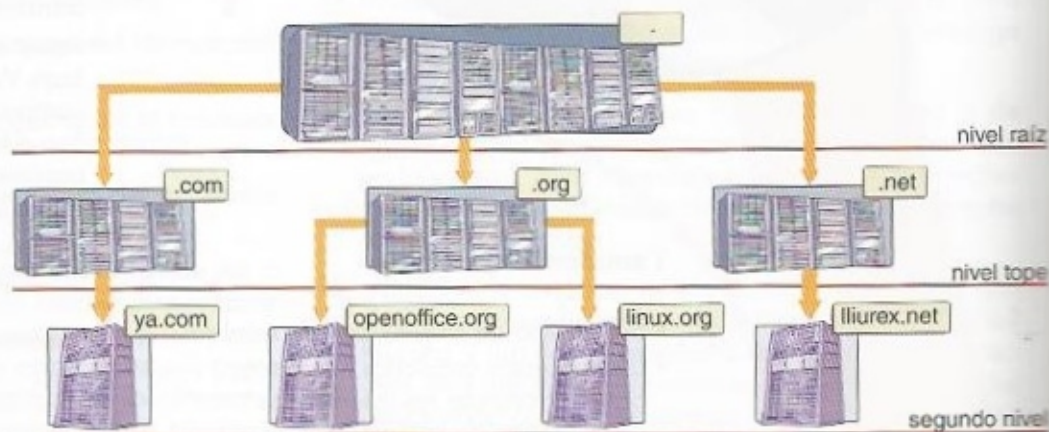 .
nivel raíz
.com
.org
.net
nivel tope
ya.com
openoffice.org
linux.org
lliurex.net
segundo nivel